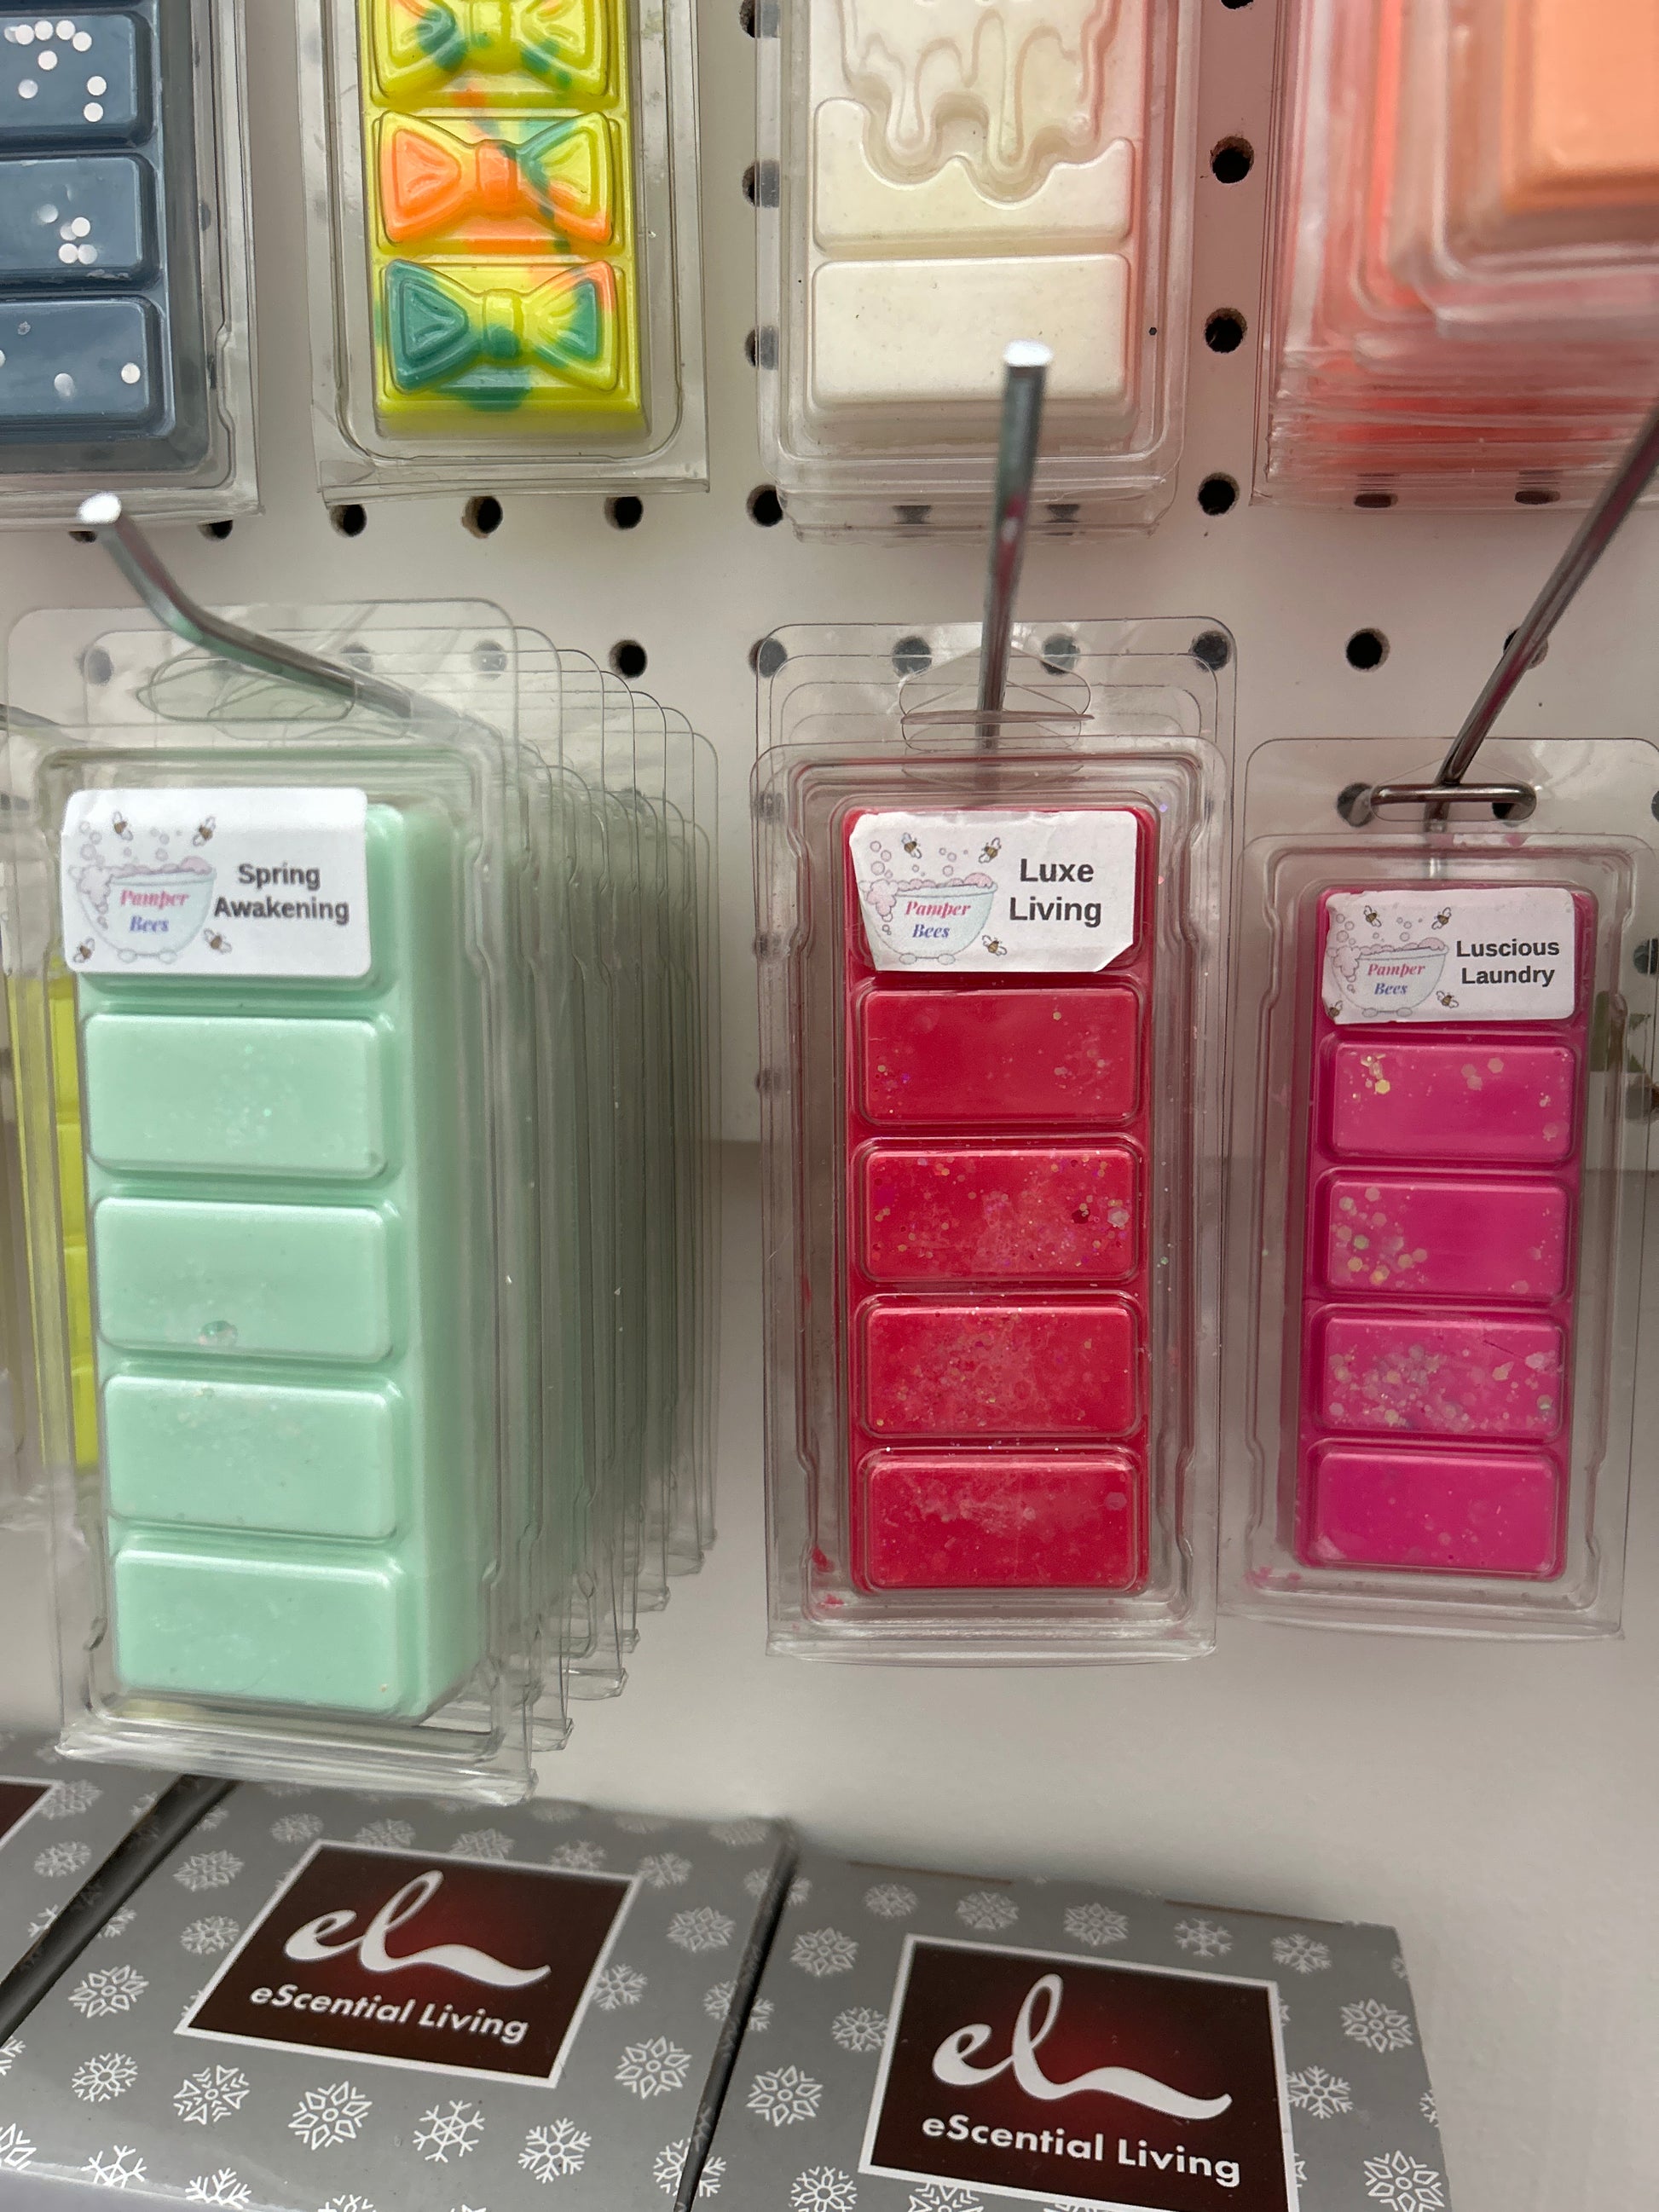 Pamper
Bees
Spring
Awakening
Pamper
Bees
Luxe
Living
Pamper
Bees
Luscious
Laundry
el
eScential Living
el
eScential Living